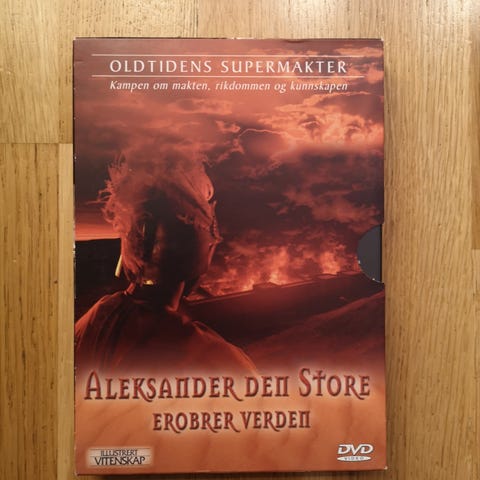 OLDTIDENS SUPERMAKTER
Kampen om makten, rikdommen og kunnskapen
ALEKSANDER DEN STORE
EROBRER VERDEN
ILLUSTRERT
VITENSKAP
DVD
VIDEO